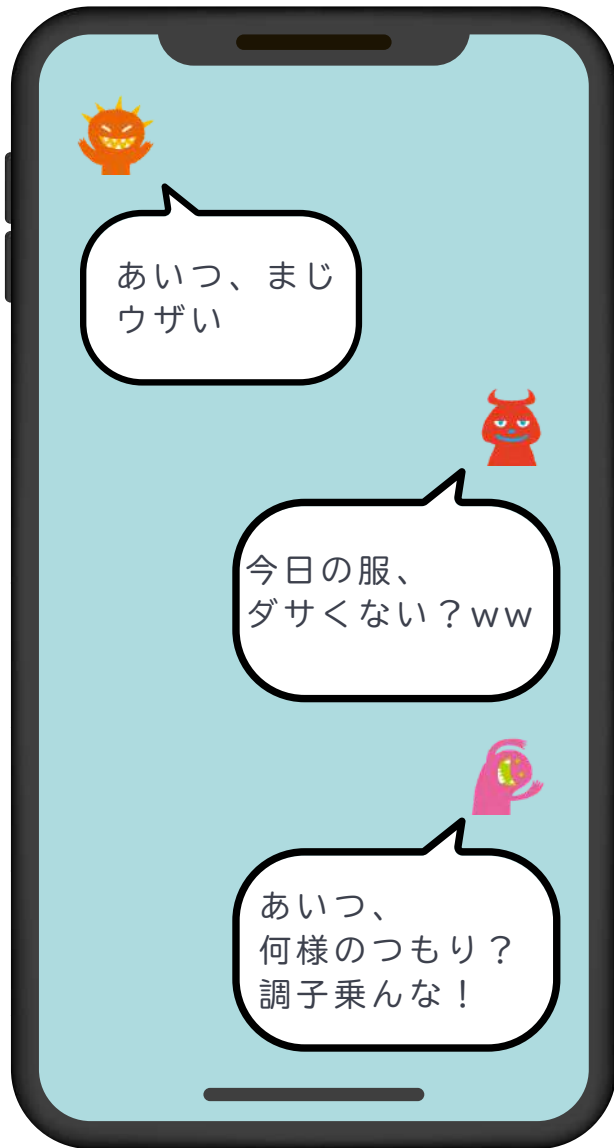 あいつ、まじ
ウザい
今日の服、
ダサくない？ww
あいつ、
何様のつもり？
調子乗んな！